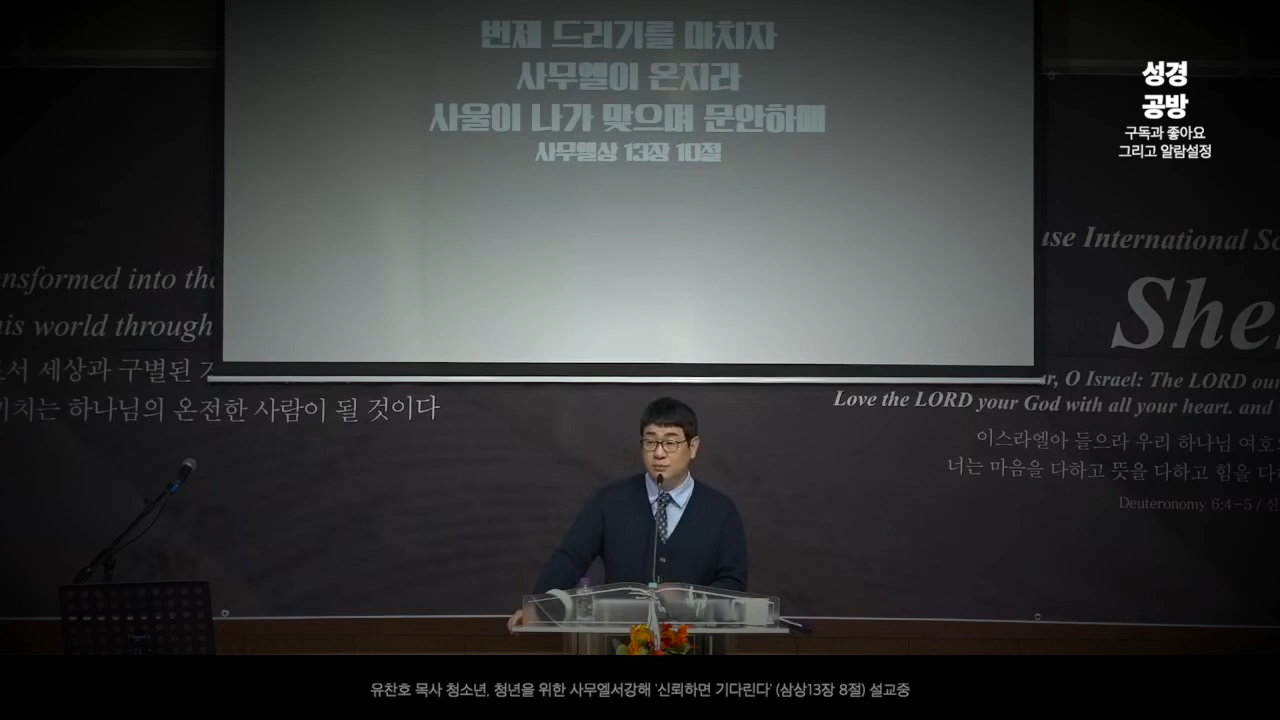 번제 드리기를 마치자
사무엘이 온지라
사울이 나가 맞으며 문안하매
사무엘상 13장 10절
성경
공방
구독과 좋아요
그리고 알람설정
use International
She
into the
his world through
서 세상과 구별된
하나님의 온전한 사람이 될 것이다
O Israel: The LORD our
Love the LORD your God with all your heart. and
이스라엘아 들으라 우리 하나님
너는 마음을 다하고 뜻을 다하고 힘을
Deuteronomy 6:4-5 /
유찬호 목사 청소년, 청년을 위한 사무엘서강해 '신뢰하면 기다린다' (삼상13장 8절) 설교중